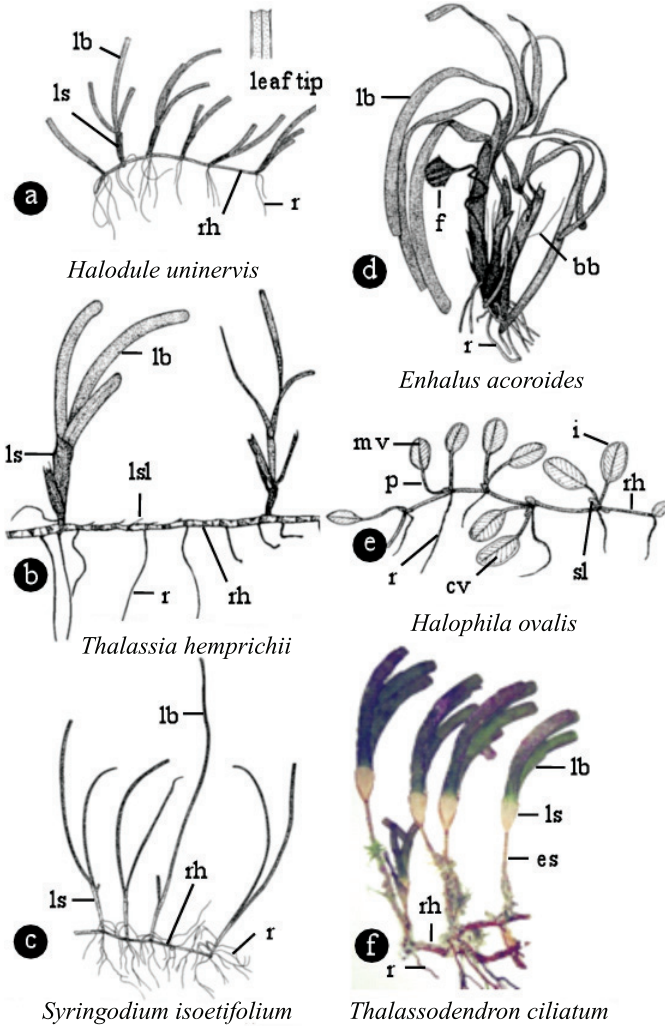 lb
leaf tip
ls
a
r
rh
Halodule uninervis
lb
f
d
bb
r
Enhalus acoroides
lb
ls
lsl
b
r
rh
Thalassia hemprichii
mv
i
p
rh
e
r
cv
sl
Halophila ovalis
lb
ls
rh
c
r
Syringodium isoetifolium
lb
ls
es
rh
f
r
Thalassodendron ciliatum